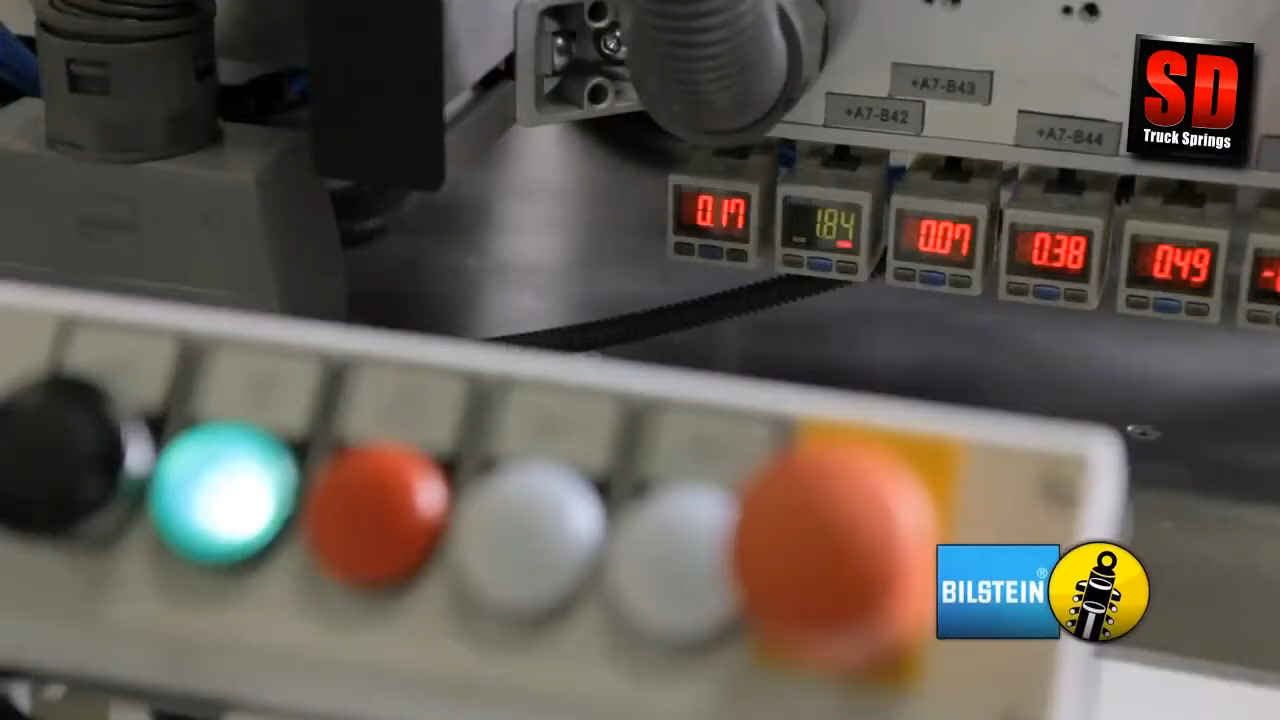 SD
Truck Springs
+A7-B43
+A7-B42
+A7-B44
0.17
1.84
0.07
0.38
0.49
BILSTEIN®